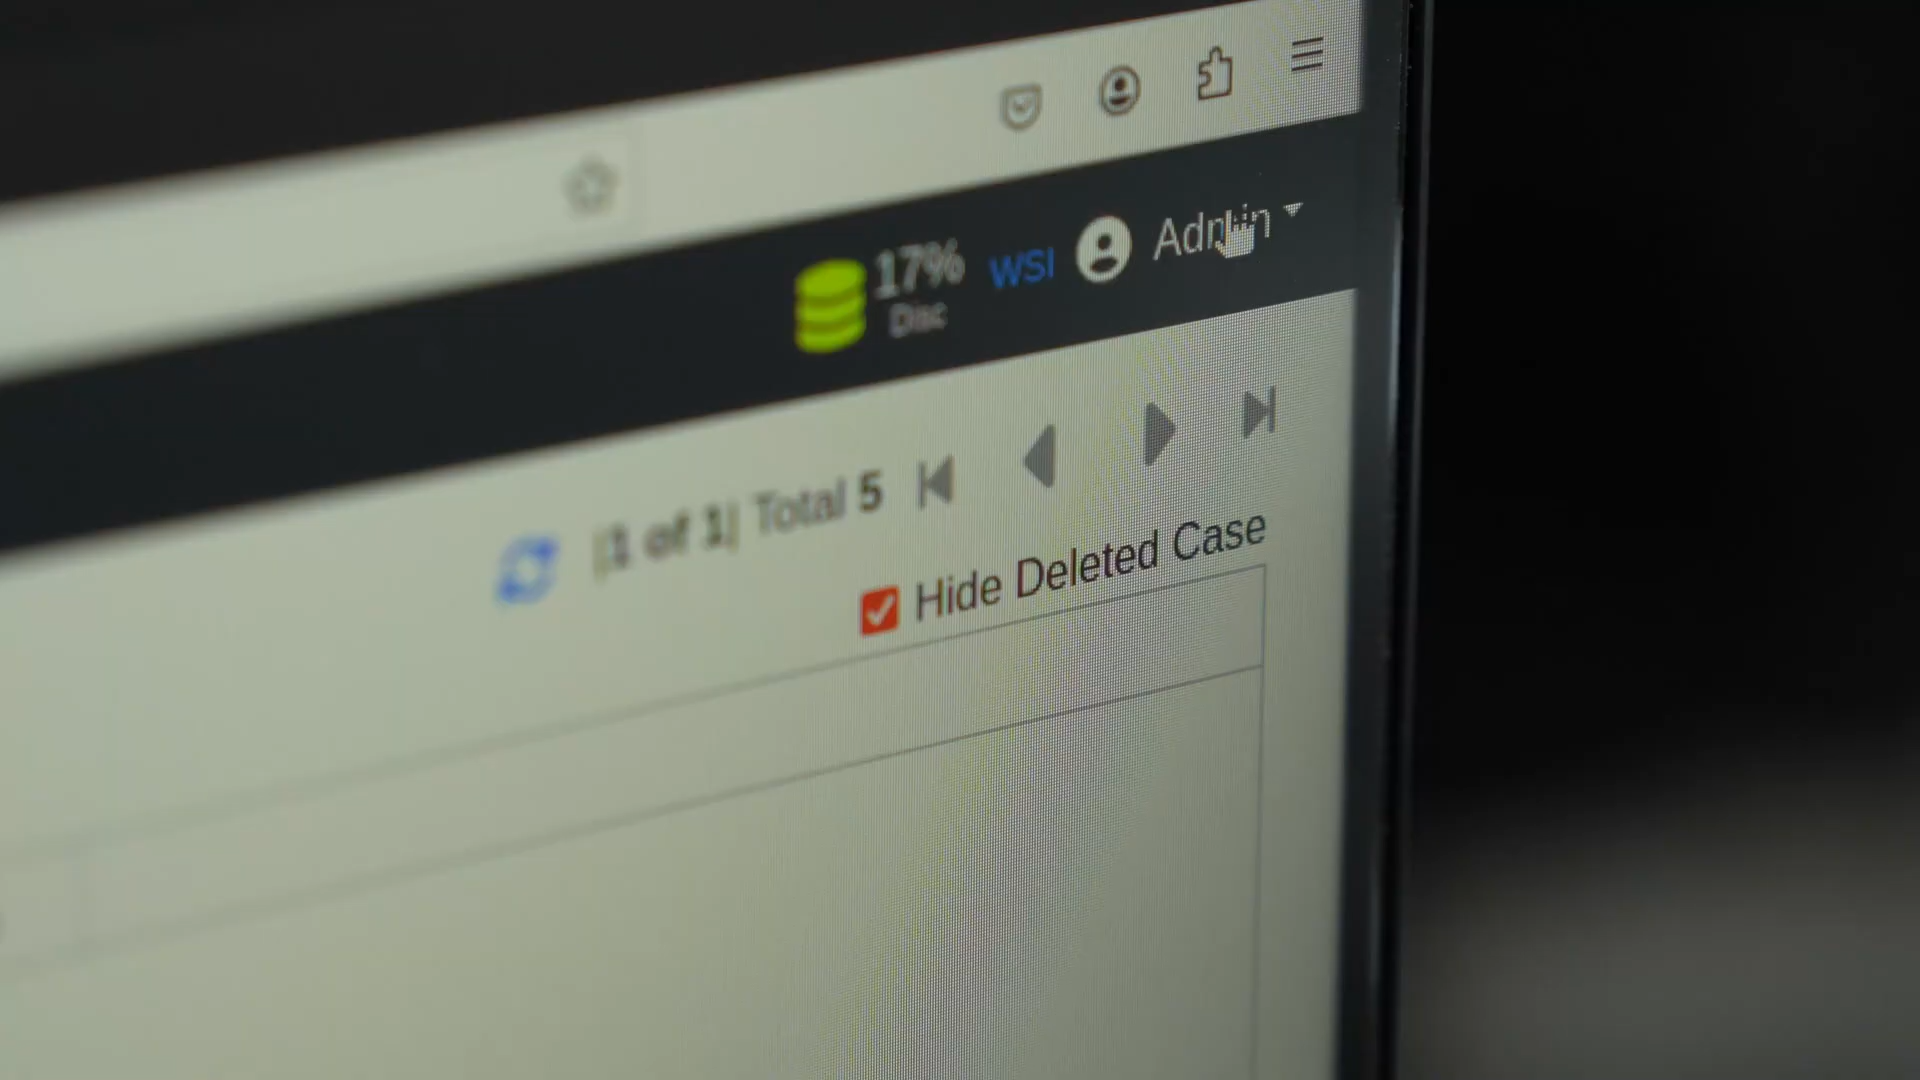 17% WSI Admin
Disc
|1 of 1| Total 5
Hide Deleted Case